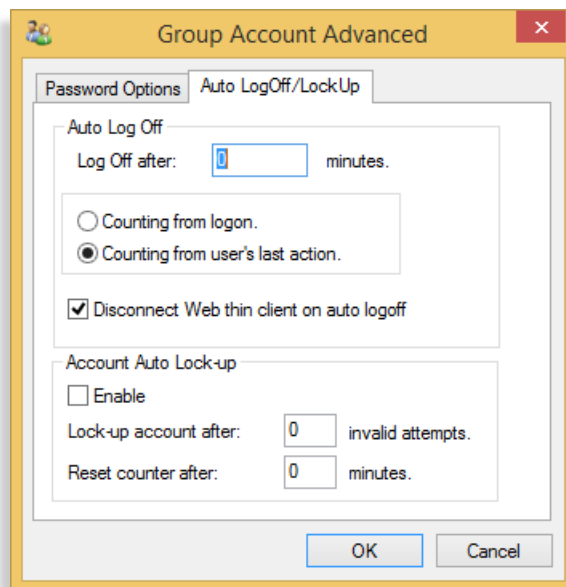 Group Account Advanced
Password Options Auto LogOff/LockUp
Auto Log Off
Log Off after: 0 minutes.
Counting from logon.
Counting from user's last action.
Disconnect Web thin client on auto logoff
Account Auto Lock-up
Enable
Lock-up account after: 0 invalid attempts.
Reset counter after: 0 minutes.
OK Cancel